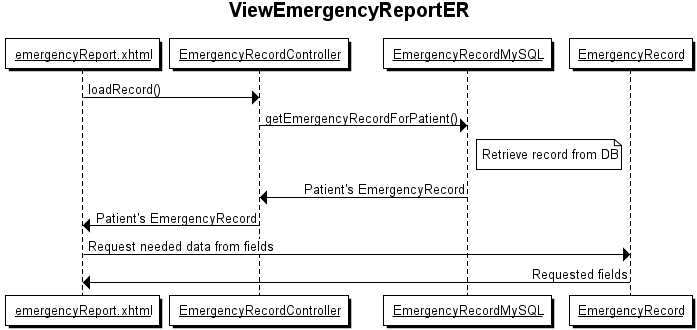 ViewEmergencyReportER
emergencyReport.xhtml EmergencyRecordController EmergencyRecordMySQL EmergencyRecord
loadRecord()
getEmergencyRecordForPatient()
Retrieve record from DB
Patient's EmergencyRecord
Patient's EmergencyRecord
Request needed data from fields
Requested fields
emergencyReport.xhtml EmergencyRecordController EmergencyRecordMySQL EmergencyRecord